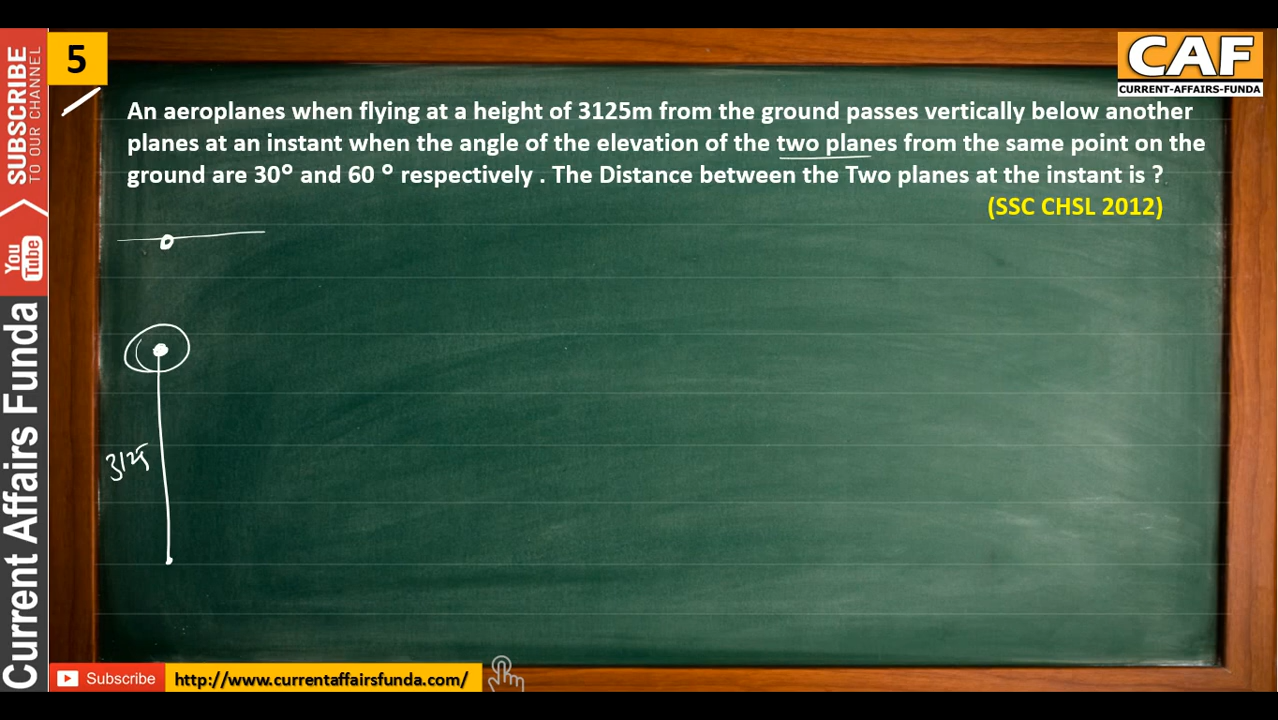 5
CAF
CURRENT-AFFAIRS-FUNDA
An aeroplanes when flying at a height of 3125m from the ground passes vertically below another
planes at an instant when the angle of the elevation of the two planes from the same point on the
ground are 30° and 60 ° respectively . The Distance between the Two planes at the instant is ?
(SSC CHSL 2012)
3125
SUBSCRIBE
TO OUR CHANNEL
You
Tube
Current Affairs Funda
Subscribe
http://www.currentaffairsfunda.com/